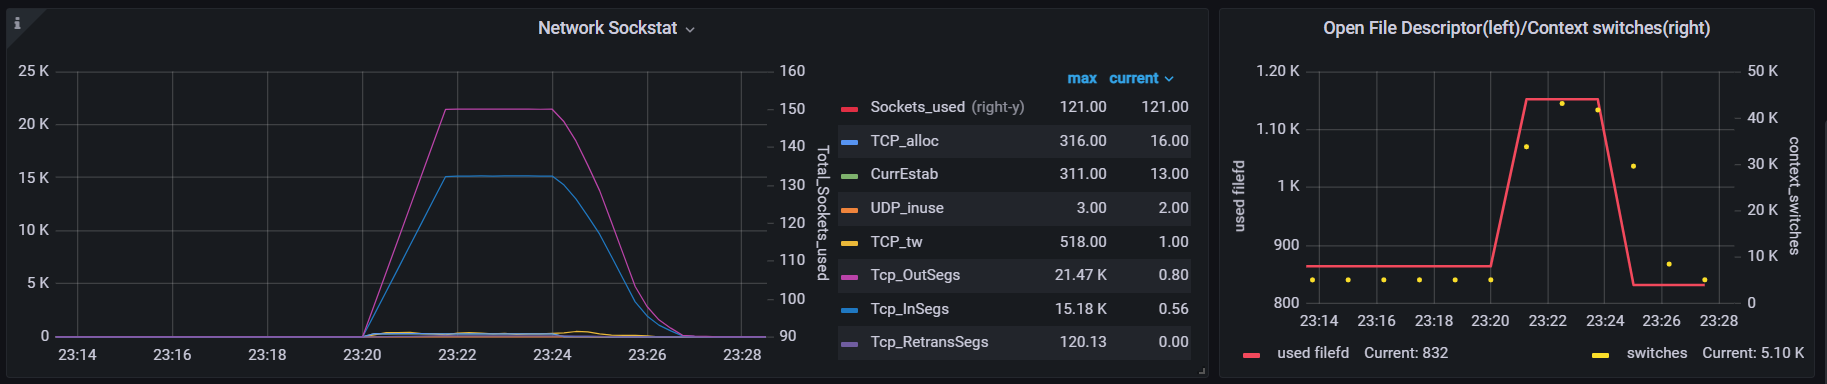 i
Network Sockstat
25 K
20 K
15 K
10 K
5 K
0
160
150
140
130
120
110
100
90
Total_Sockets_used
23:14 23:16 23:18 23:20 23:22 23:24 23:26 23:28
max current
Sockets_used (right-y) 121.00 121.00
TCP_alloc 316.00 16.00
CurrEstab 311.00 13.00
UDP_inuse 3.00 2.00
TCP_tw 518.00 1.00
Tcp_OutSegs 21.47 K 0.80
Tcp_InSegs 15.18 K 0.56
Tcp_RetransSegs 120.13 0.00
Open File Descriptor(left)/Context switches(right)
used filefd
1.20 K
1.10 K
1 K
900
800
50 K
40 K
30 K
20 K
10 K
0
context_switches
23:14 23:16 23:18 23:20 23:22 23:24 23:26 23:28
used filefd Current: 832
switches Current: 5.10 K